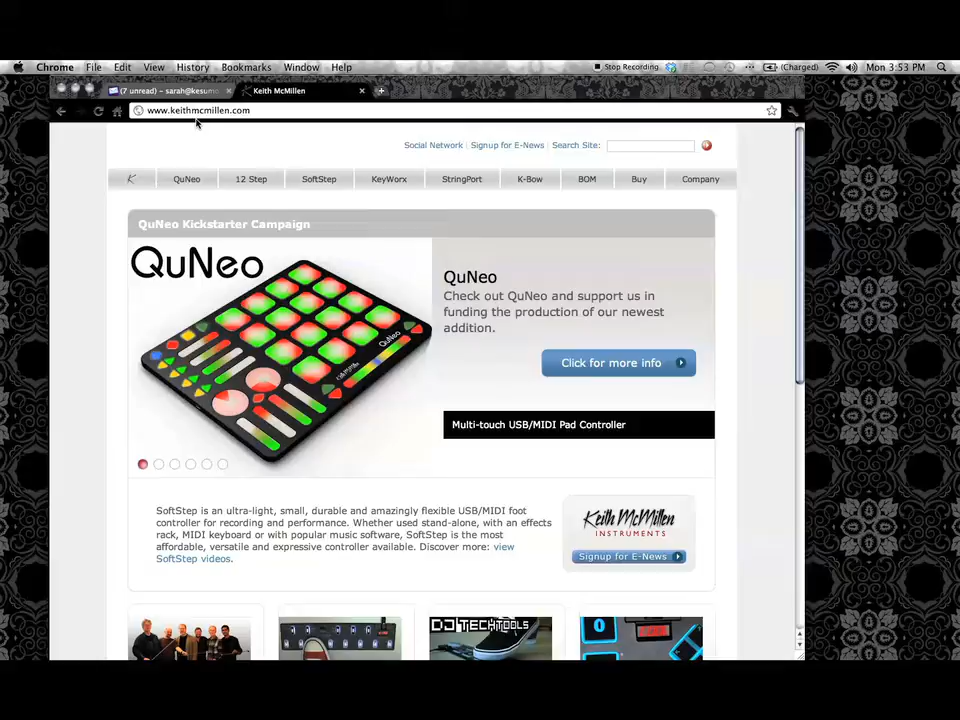 Chrome File Edit View History Bookmarks Window Help Stop Recording (Charged) Mon 3:53 PM
(7 unread) – sarah@kesumo Keith McMillen
www.keithmcmillen.com
Social Network Signup for E-News Search Site:
K QuNeo 12 Step SoftStep KeyWorx StringPort K-Bow BOM Buy Company
QuNeo Kickstarter Campaign
QuNeo
QuNeo
QuNeo
Check out QuNeo and support us in
funding the production of our newest
addition.
Click for more info
Multi-touch USB/MIDI Pad Controller
SoftStep is an ultra-light, small, durable and amazingly flexible USB/MIDI foot
controller for recording and performance. Whether used stand-alone, with an effects
rack, MIDI keyboard or with popular music software, SoftStep is the most
affordable, versatile and expressive controller available. Discover more: view
SoftStep videos.
Keith McMillen
INSTRUMENTS
Signup for E-News
DJ TECHTOOLS
0